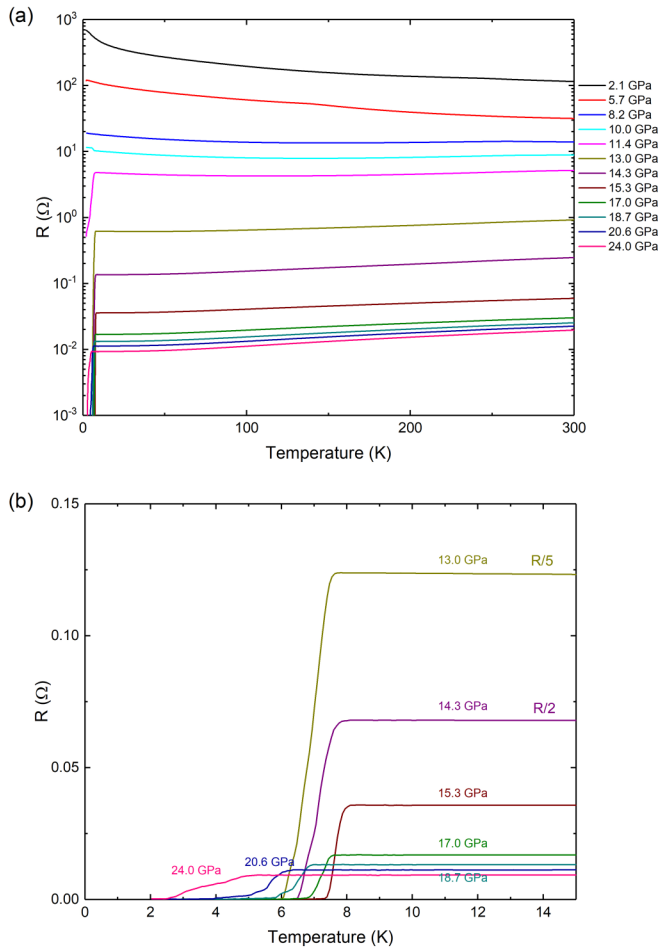 (a)
10³
10²
10¹
10⁰
10⁻¹
10⁻²
10⁻³
R (Ω)
0
100
200
300
Temperature (K)
2.1 GPa
5.7 GPa
8.2 GPa
10.0 GPa
11.4 GPa
13.0 GPa
14.3 GPa
15.3 GPa
17.0 GPa
18.7 GPa
20.6 GPa
24.0 GPa
(b)
0.15
0.10
0.05
0.00
R (Ω)
13.0 GPa
R/5
14.3 GPa
R/2
15.3 GPa
17.0 GPa
20.6 GPa
24.0 GPa
18.7 GPa
0
2
4
6
8
10
12
14
Temperature (K)